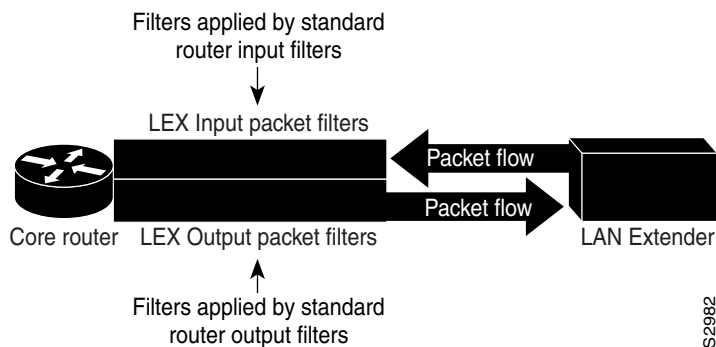 Filters applied by standard
router input filters
LEX Input packet filters
Packet flow
Packet flow
Core router
LEX Output packet filters
LAN Extender
Filters applied by standard
router output filters
S2982